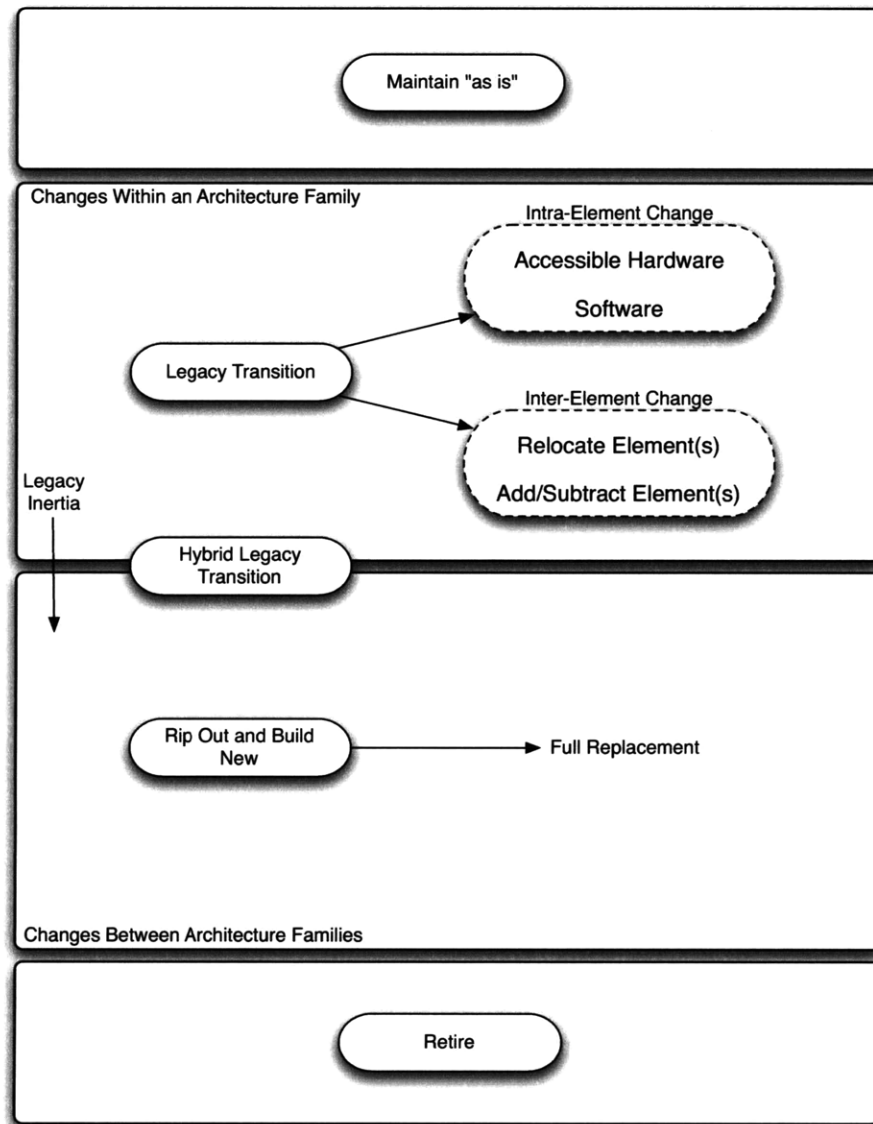 Maintain "as is"
Changes Within an Architecture Family
Intra-Element Change
Accessible Hardware
Software
Legacy Transition
Inter-Element Change
Relocate Element(s)
Add/Subtract Element(s)
Legacy
Inertia
Hybrid Legacy
Transition
Rip Out and Build
New
Full Replacement
Changes Between Architecture Families
Retire